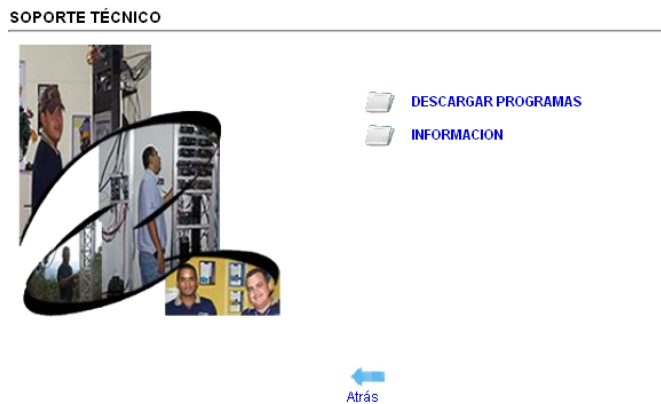 SOPORTE TÉCNICO
DESCARGAR PROGRAMAS
INFORMACION
Atrás